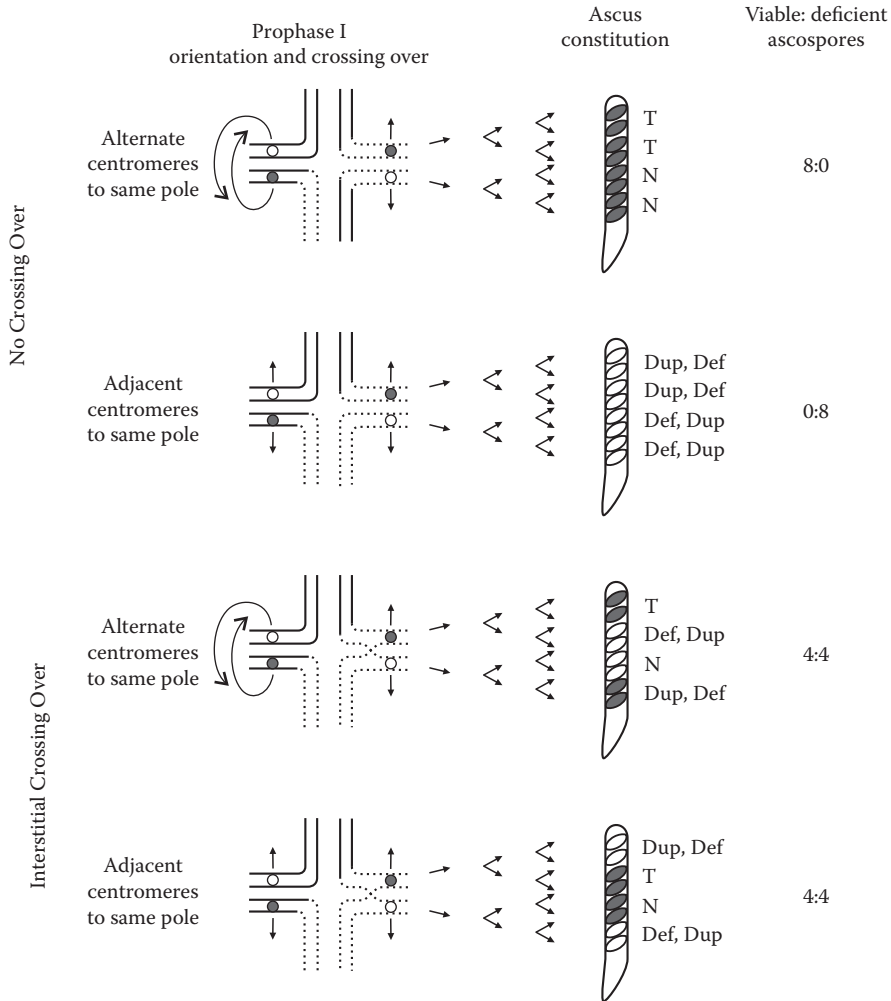 Prophase I
orientation and crossing over
Ascus
constitution
Viable: deficient
ascospores
No Crossing Over
Alternate
centromeres
to same pole
T
T
N
N
8:0
Adjacent
centromeres
to same pole
Dup, Def
Dup, Def
Def, Dup
Def, Dup
0:8
Interstitial Crossing Over
Alternate
centromeres
to same pole
T
Def, Dup
N
Dup, Def
4:4
Adjacent
centromeres
to same pole
Dup, Def
T
N
Def, Dup
4:4